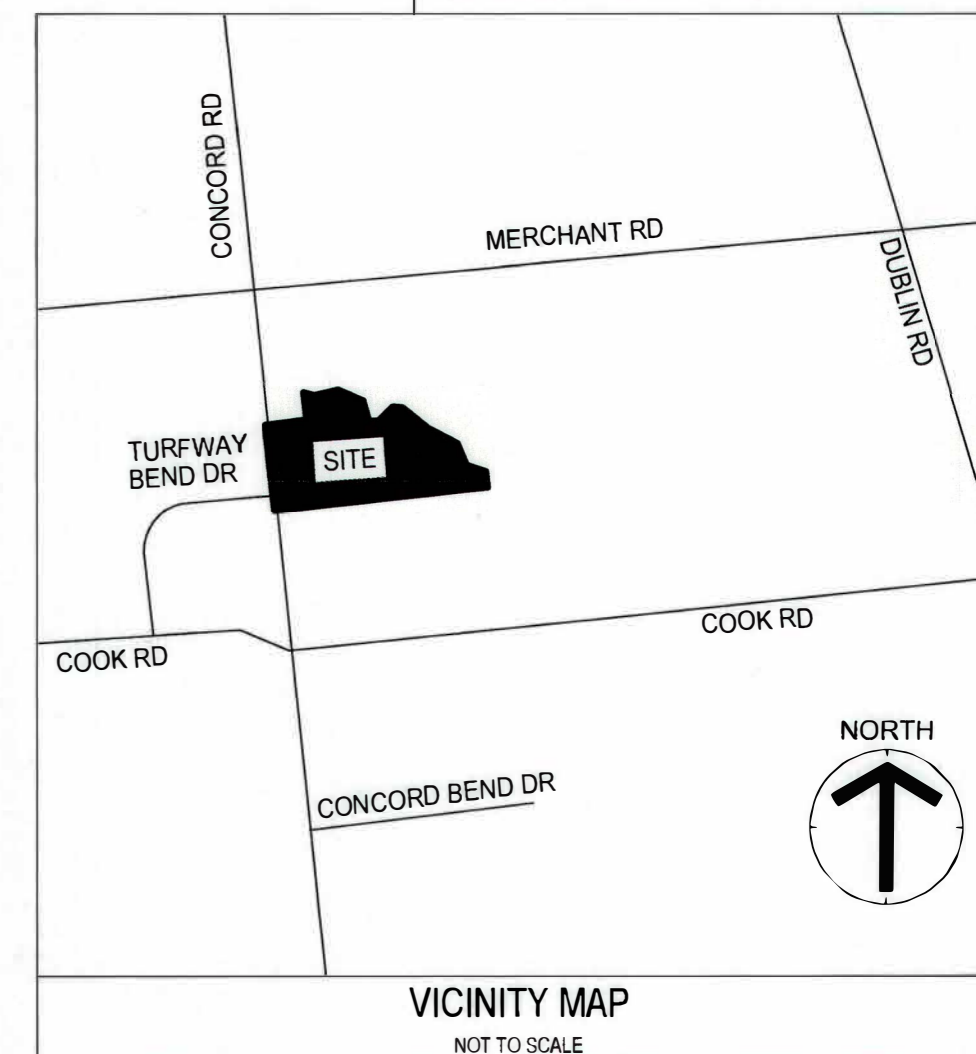 CONCORD RD
MERCHANT RD
DUBLIN RD
TURFWAY
BEND DR
SITE
COOK RD
COOK RD
NORTH
CONCORD BEND DR
VICINITY MAP
NOT TO SCALE